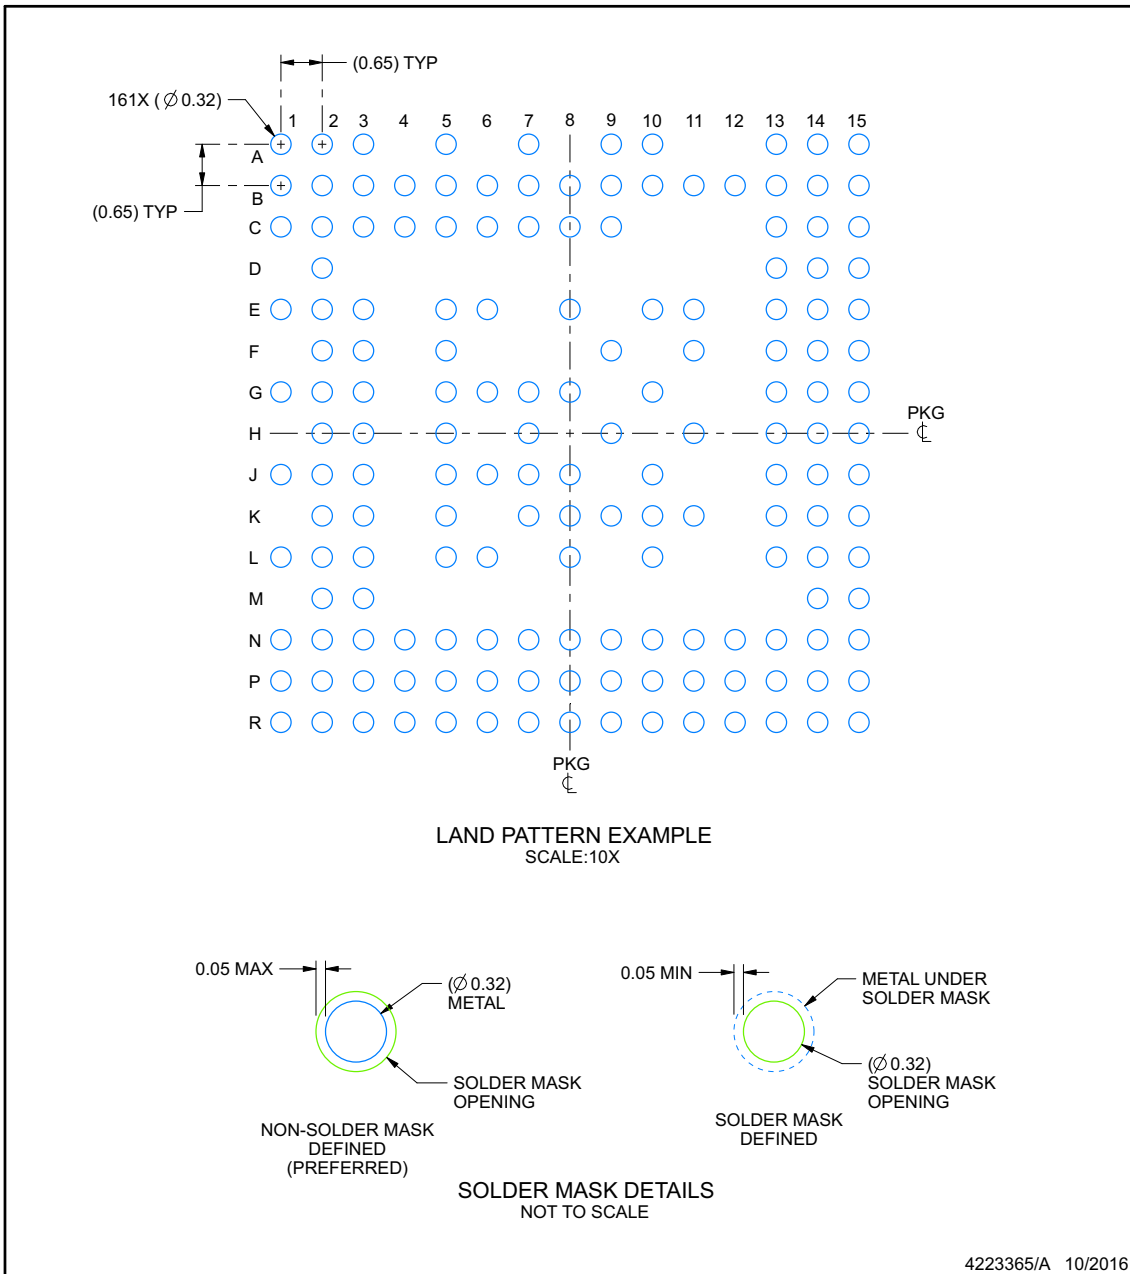 (0.65) TYP
161X ( ∅ 0.32)
1 2 3 4 5 6 7 8 9 10 11 12 13 14 15
A
B
(0.65) TYP
C
D
E
F
G
PKG
℄
H
J
K
L
M
N
P
R
PKG
℄
LAND PATTERN EXAMPLE
SCALE:10X
0.05 MAX
(∅ 0.32)
METAL
SOLDER MASK
OPENING
NON-SOLDER MASK
DEFINED
(PREFERRED)
0.05 MIN
METAL UNDER
SOLDER MASK
(∅ 0.32)
SOLDER MASK
OPENING
SOLDER MASK
DEFINED
SOLDER MASK DETAILS
NOT TO SCALE
4223365/A 10/2016